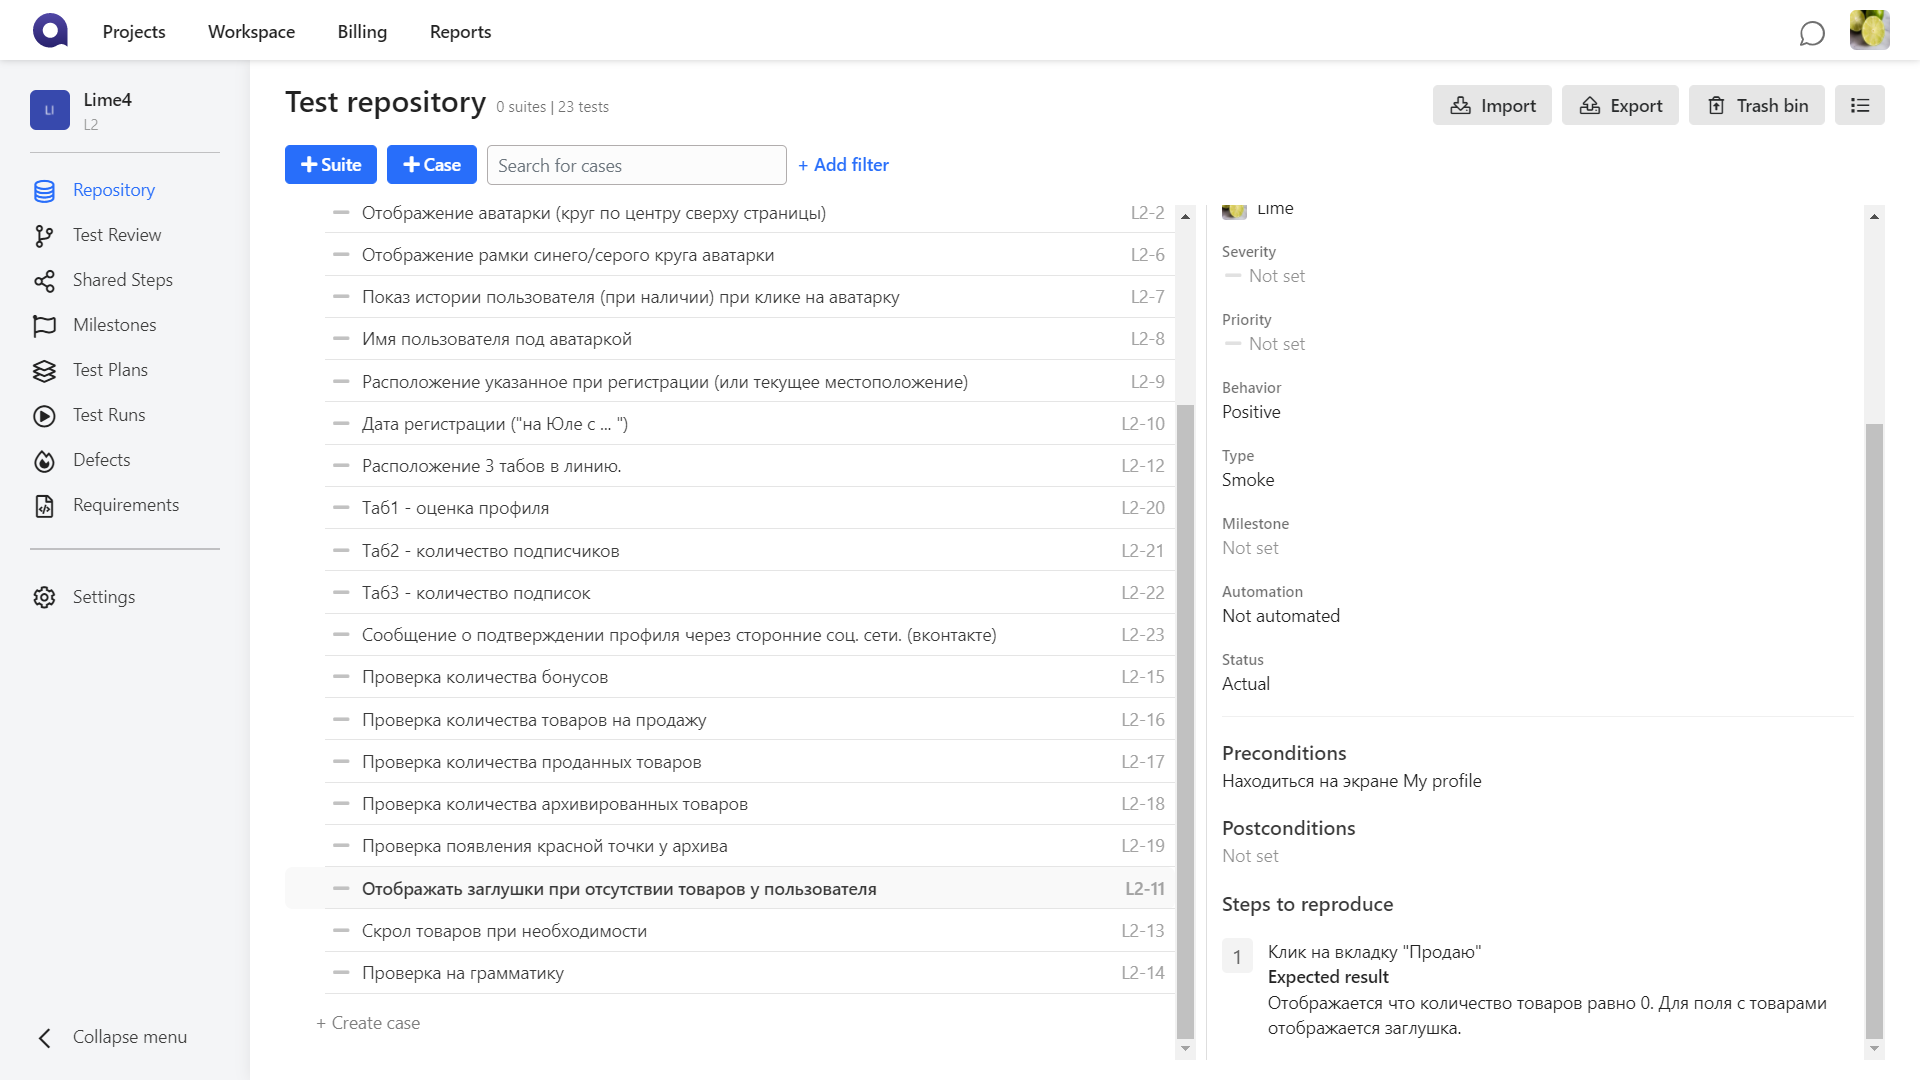 Projects
Workspace
Billing
Reports
LI
Lime4
L2
Repository
Test Review
Shared Steps
Milestones
Test Plans
Test Runs
Defects
Requirements
Settings
Collapse menu
Test repository 0 suites | 23 tests
Import
Export
Trash bin
Suite
Case
Search for cases
+ Add filter
Отображение аватарки (круг по центру сверху страницы) L2-2
Отображение рамки синего/серого круга аватарки L2-6
Показ истории пользователя (при наличии) при клике на аватарку L2-7
Имя пользователя под аватаркой L2-8
Расположение указанное при регистрации (или текущее местоположение) L2-9
Дата регистрации ("на Юле с ... ") L2-10
Расположение 3 табов в линию. L2-12
Таб1 - оценка профиля L2-20
Таб2 - количество подписчиков L2-21
Таб3 - количество подписок L2-22
Сообщение о подтверждении профиля через сторонние соц. сети. (вконтакте) L2-23
Проверка количества бонусов L2-15
Проверка количества товаров на продажу L2-16
Проверка количества проданных товаров L2-17
Проверка количества архивированных товаров L2-18
Проверка появления красной точки у архива L2-19
Отображать заглушки при отсутствии товаров у пользователя L2-11
Скрол товаров при необходимости L2-13
Проверка на грамматику L2-14
+ Create case
Lime
Severity
Not set
Priority
Not set
Behavior
Positive
Type
Smoke
Milestone
Not set
Automation
Not automated
Status
Actual
Preconditions
Находиться на экране My profile
Postconditions
Not set
Steps to reproduce
1
Клик на вкладку "Продаю"
Expected result
Отображается что количество товаров равно 0. Для поля с товарами
отображается заглушка.